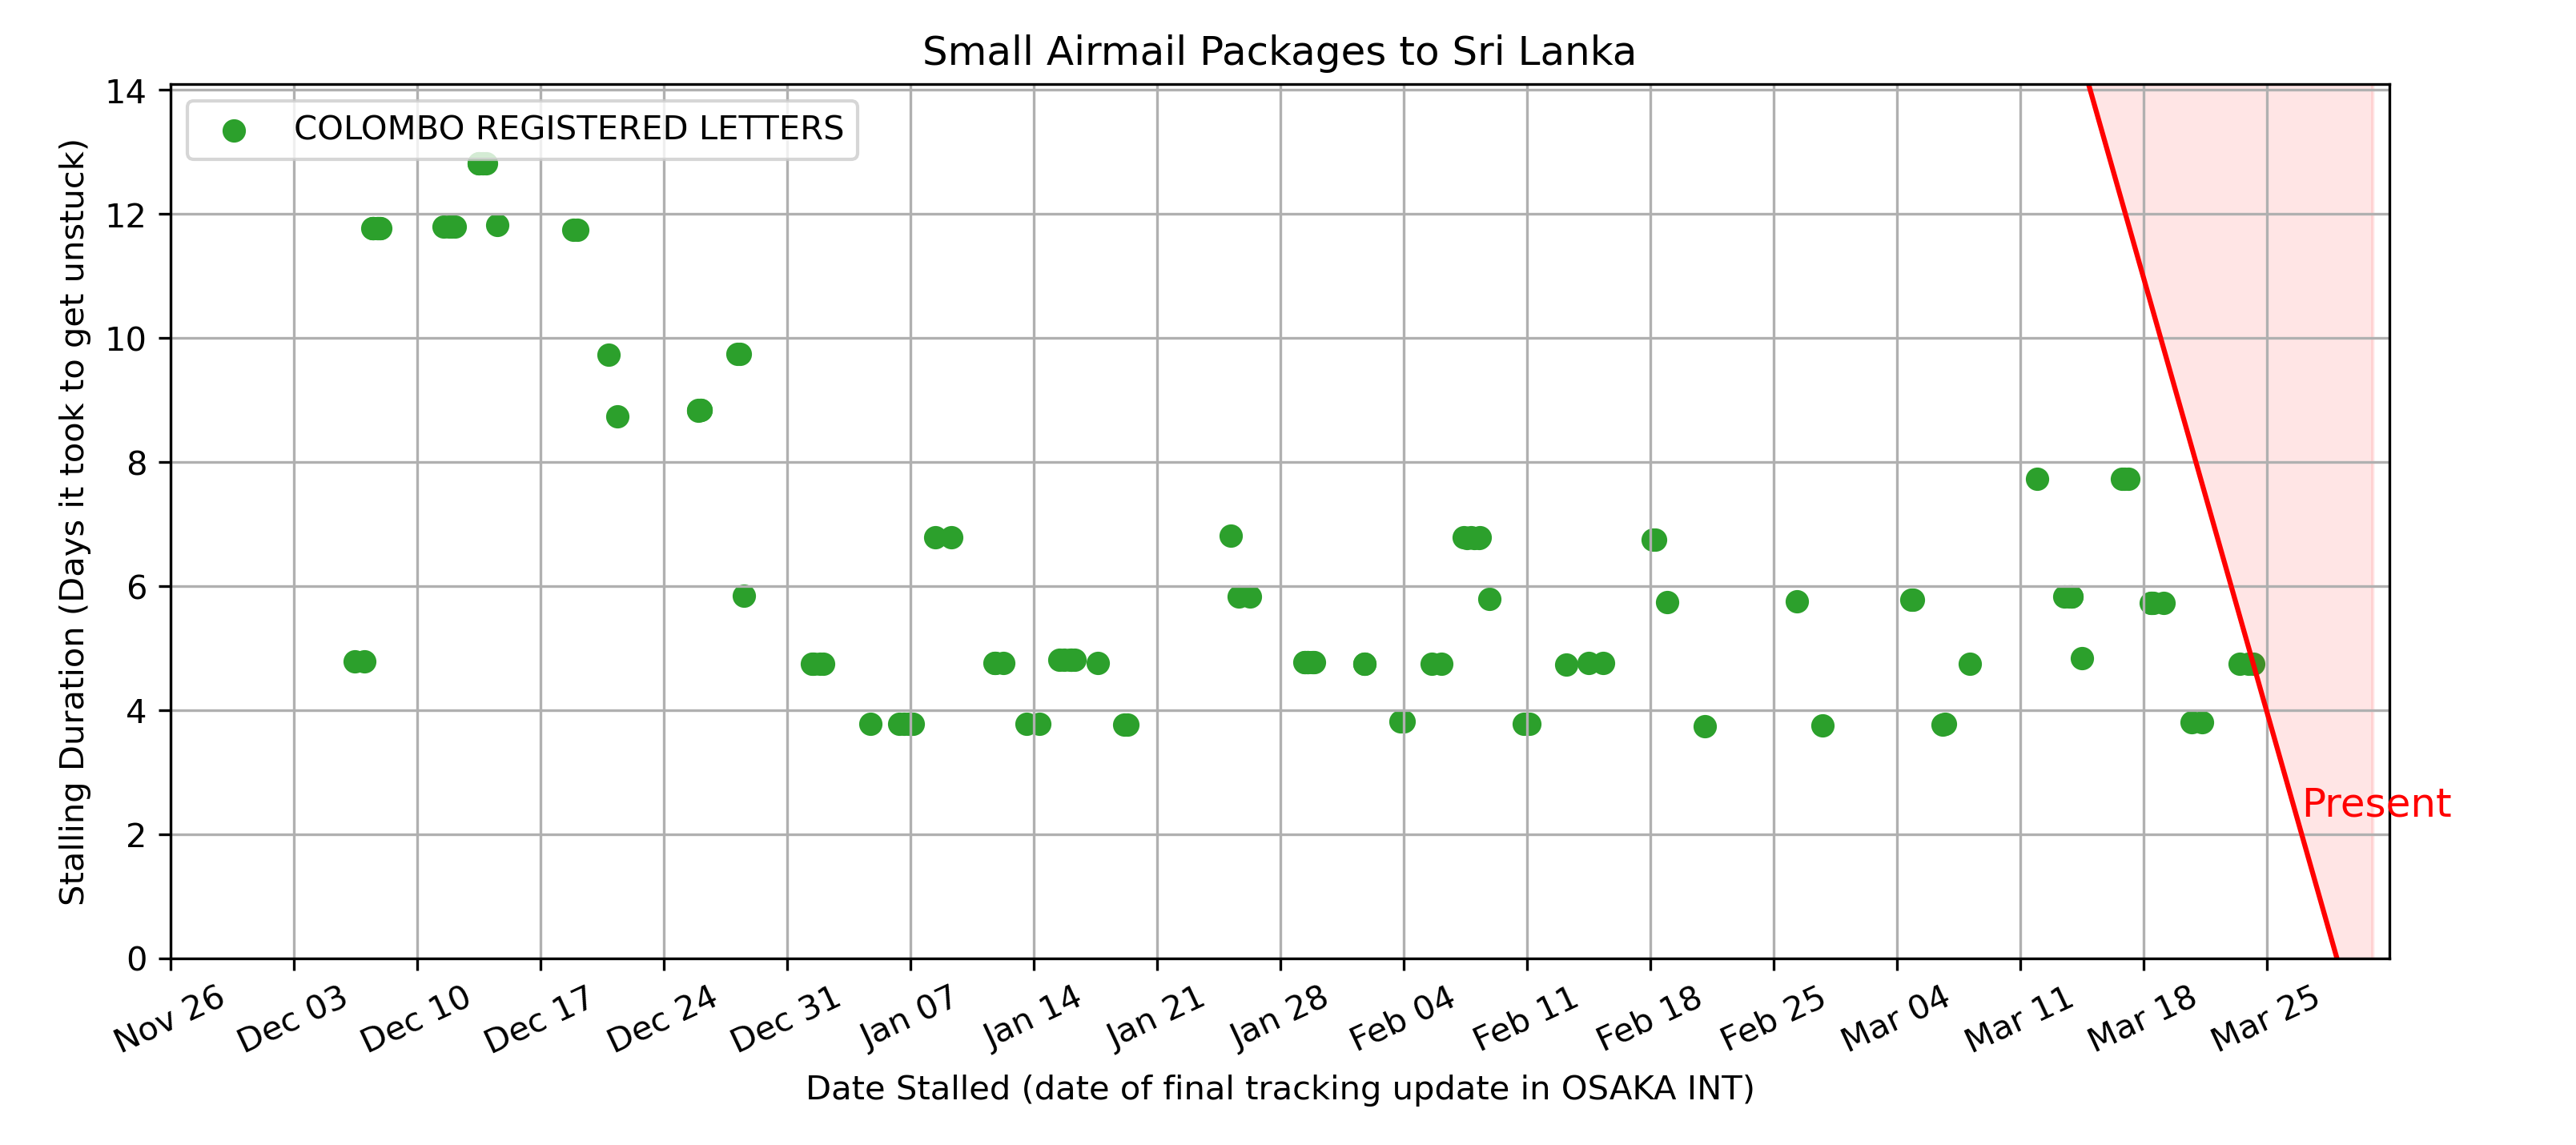 Small Airmail Packages to Sri Lanka
COLOMBO REGISTERED LETTERS
Stalling Duration (Days it took to get unstuck)
14
12
10
8
6
4
2
0
Present
Nov 26 Dec 03 Dec 10 Dec 17 Dec 24 Dec 31 Jan 07 Jan 14 Jan 21 Jan 28 Feb 04 Feb 11 Feb 18 Feb 25 Mar 04 Mar 11 Mar 18 Mar 25
Date Stalled (date of final tracking update in OSAKA INT)